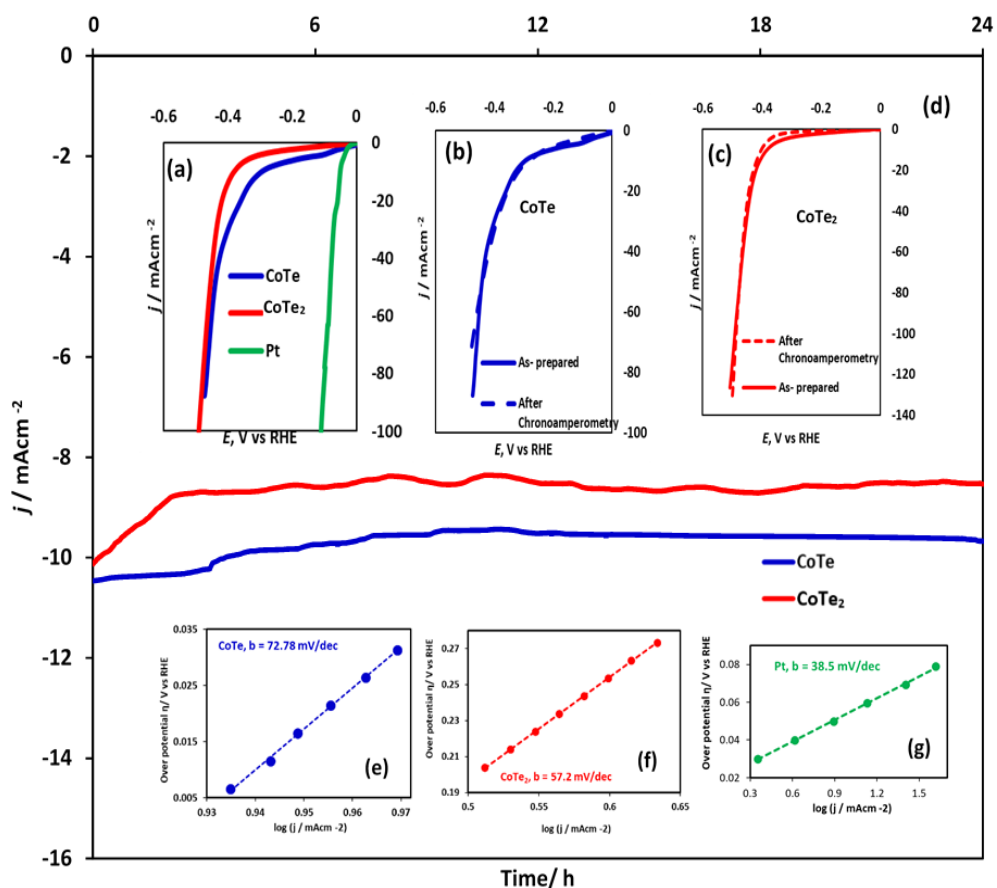 0 6 12 18 24
0
-2
-4
-6
-8
-10
-12
-14
-16
j / mAcm -2
Time/ h
(d)
CoTe
CoTe2
-0.6 -0.4 -0.2 0
(a)
0
-20
-40
-60
-80
-100
j / mAcm -2
CoTe
CoTe2
Pt
E, V vs RHE
-0.6 -0.4 -0.2 0
(b)
0
-20
-40
-60
-80
-100
j / mAcm -2
CoTe
As- prepared
After
Chronoamperometry
E, V vs RHE
-0.6 -0.4 -0.2 0
(c)
0
-20
-40
-60
-80
-100
-120
-140
j / mAcm -2
CoTe2
After
Chronoamperometry
As- prepared
E, V vs RHE
0.035
0.025
0.015
0.005
Over potential η/ V vs RHE
CoTe, b = 72.78 mV/dec
(e)
0.93 0.94 0.95 0.96 0.97
log (j / mAcm -2)
0.27
0.25
0.23
0.21
0.19
Over potential η/ V vs RHE
(f)
CoTe2, b = 57.2 mV/dec
0.5 0.55 0.6 0.65
log (j / mAcm -2)
0.08
0.06
0.04
0.02
Over potential η/ V vs RHE
Pt, b = 38.5 mV/dec
(g)
0.3 0.6 0.9 1.2 1.5
log (j / mAcm -2)